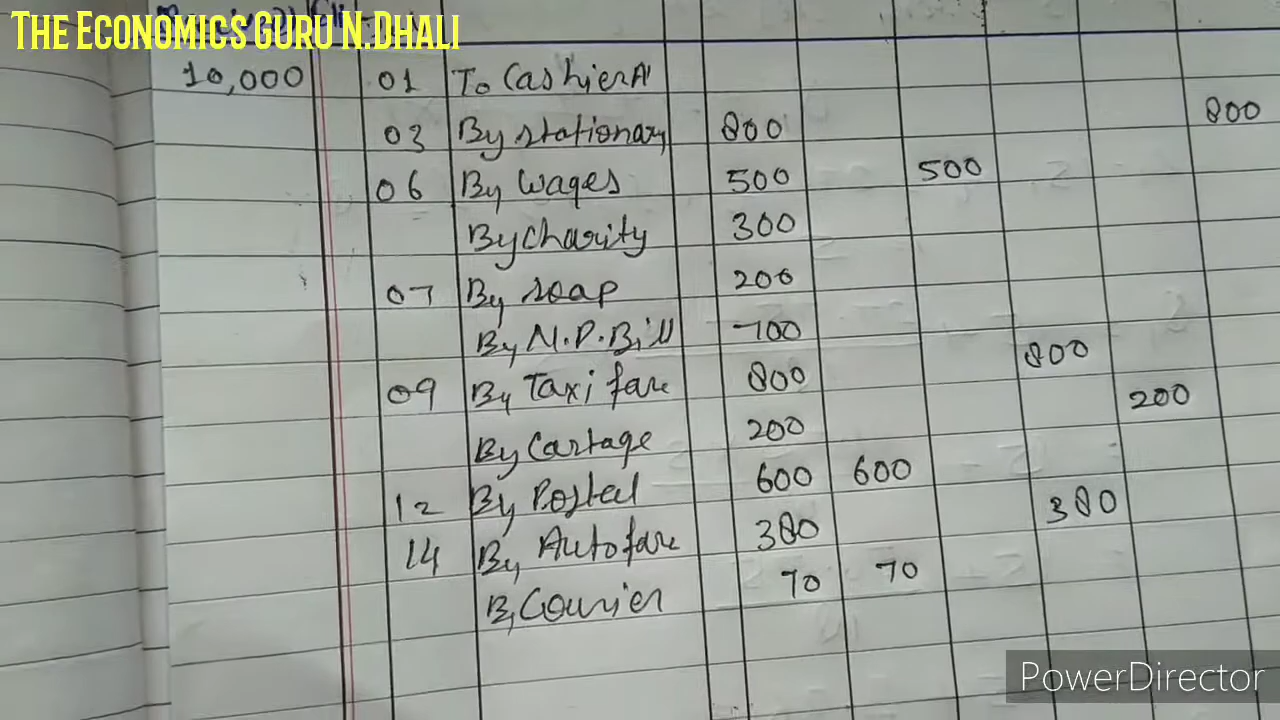 THE ECONOMICS GURU N.DHALI
10,000 01 To Cashier A/
03 By stationary 800 800
06 By Wages 500 500
By charity 300
07 By soap 200
By N.P.Bill 700
09 By Taxi fare 800 800
By Cartage 200 200
12 By Postal 600 600
14 By Autofare 380 380
By Courier 70 70
PowerDirector